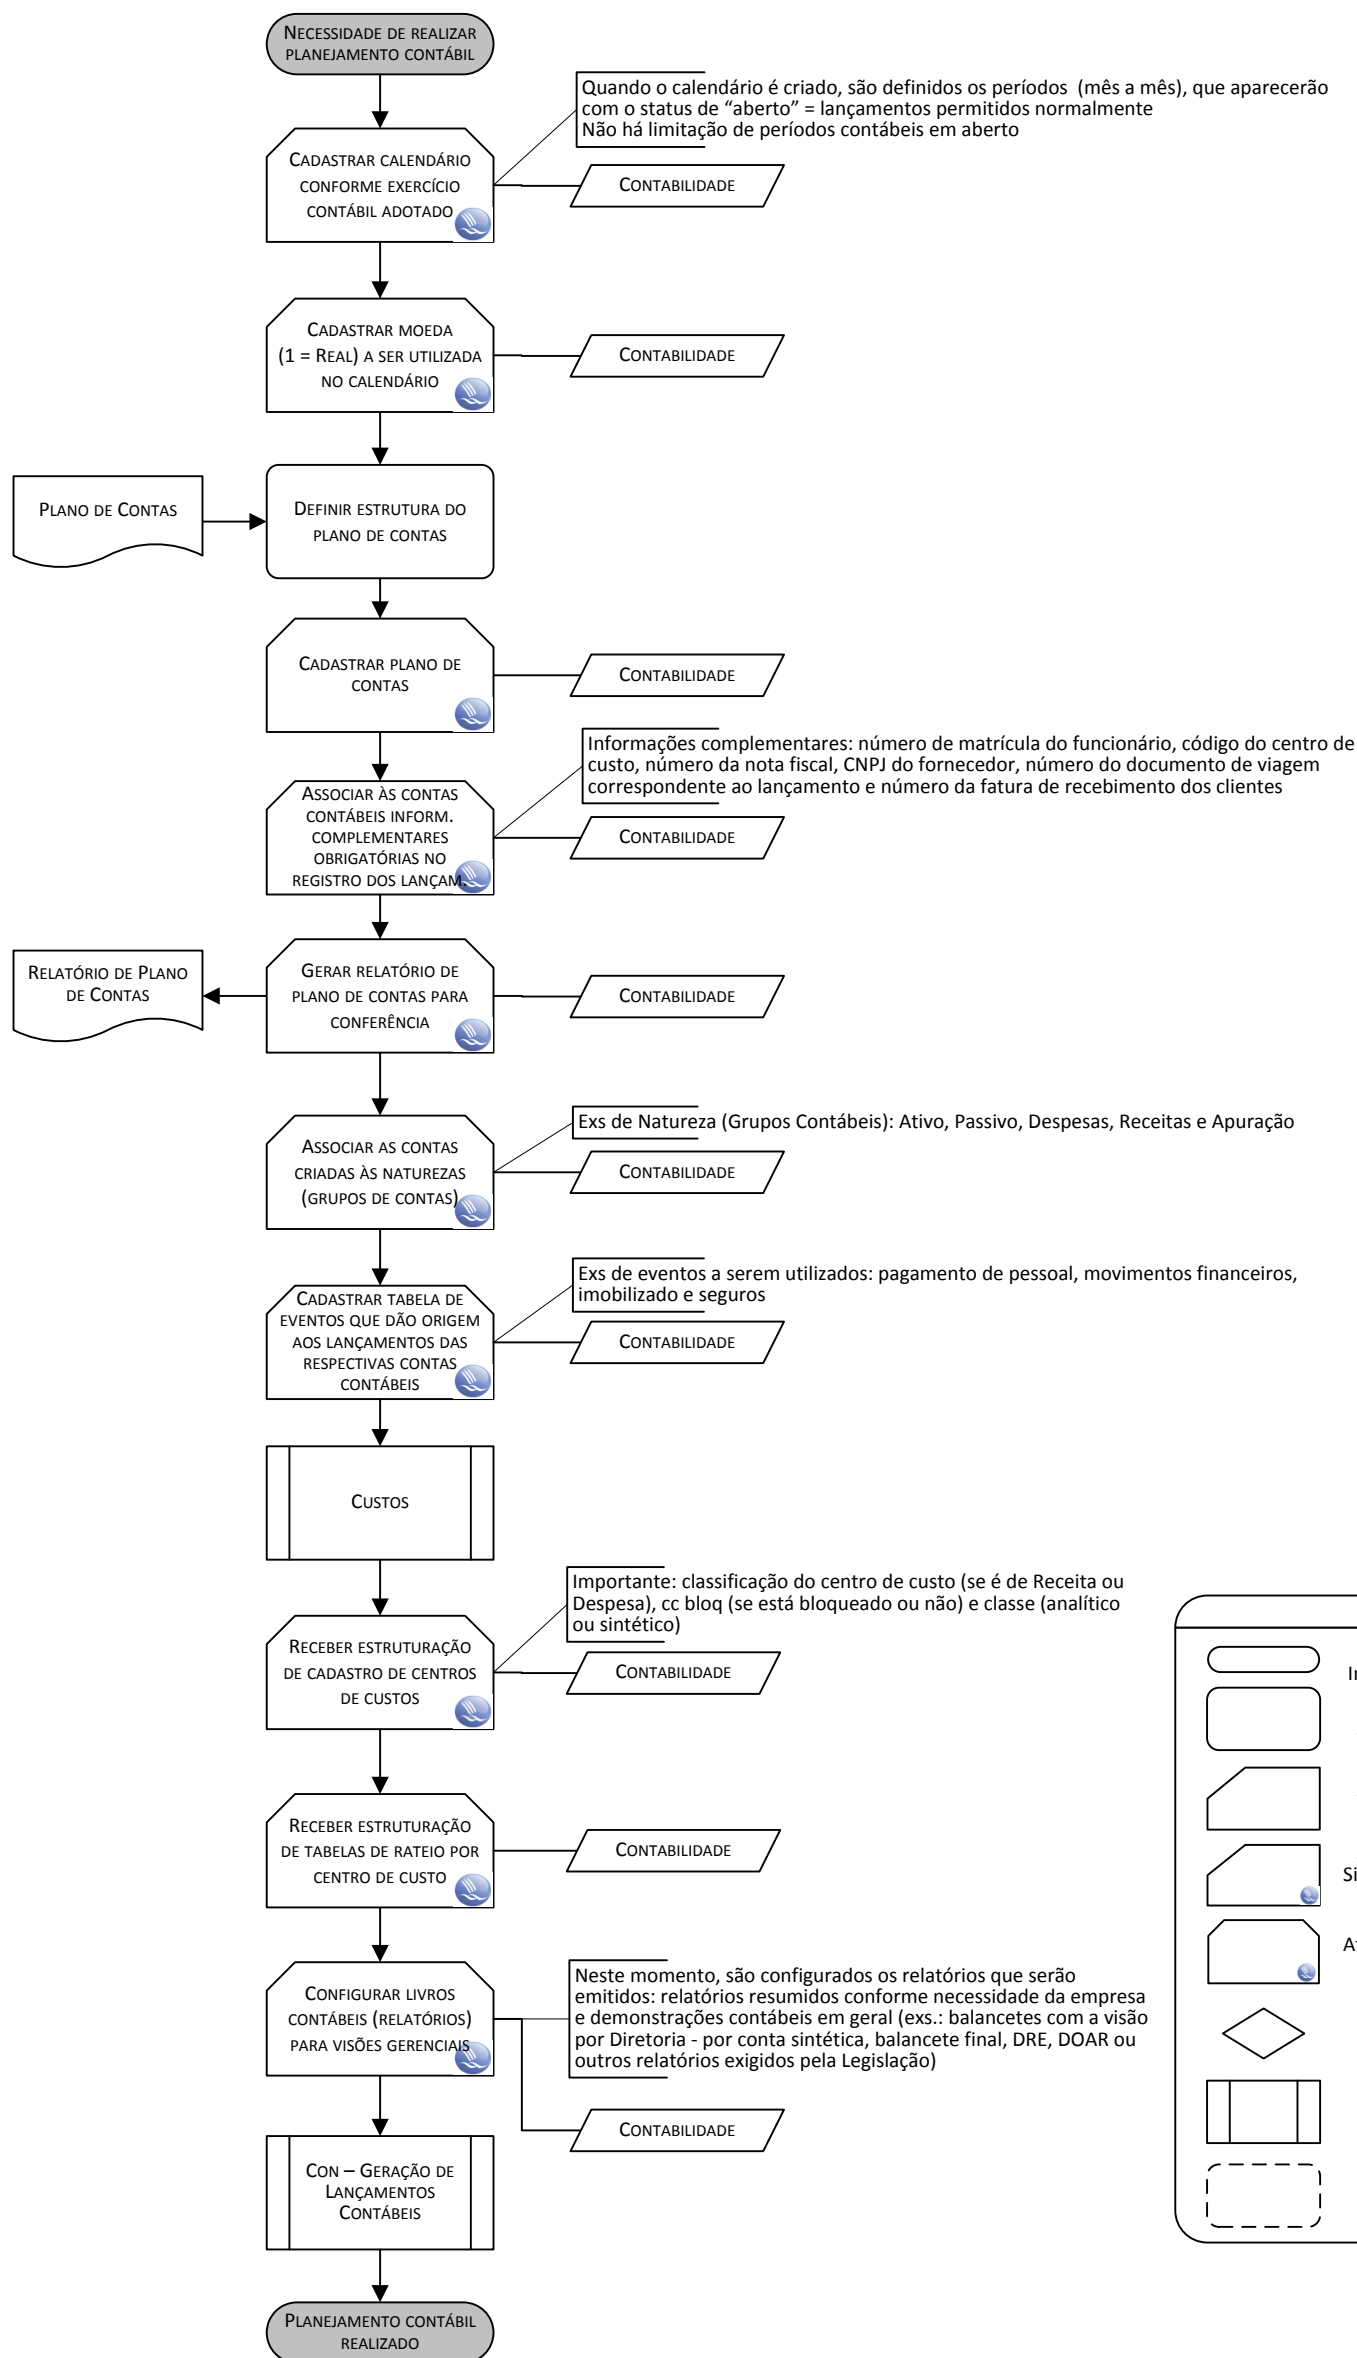 NECESSIDADE DE REALIZAR
PLANEJAMENTO CONTÁBIL
Quando o calendário é criado, são definidos os períodos (mês a mês), que aparecerão
com o status de “aberto” = lançamentos permitidos normalmente
Não há limitação de períodos contábeis em aberto
CADASTRAR CALENDÁRIO
CONFORME EXERCÍCIO
CONTÁBIL ADOTADO
CONTABILIDADE
CADASTRAR MOEDA
(1 = REAL) A SER UTILIZADA
NO CALENDÁRIO
CONTABILIDADE
PLANO DE CONTAS
DEFINIR ESTRUTURA DO
PLANO DE CONTAS
CADASTRAR PLANO DE
CONTAS
CONTABILIDADE
Informações complementares: número de matrícula do funcionário, código do centro de
custo, número da nota fiscal, CNPJ do fornecedor, número do documento de viagem
correspondente ao lançamento e número da fatura de recebimento dos clientes
ASSOCIAR ÀS CONTAS
CONTÁBEIS INFORM.
COMPLEMENTARES
OBRIGATÓRIAS NO
REGISTRO DOS LANÇAM.
CONTABILIDADE
RELATÓRIO DE PLANO
DE CONTAS
GERAR RELATÓRIO DE
PLANO DE CONTAS PARA
CONFERÊNCIA
CONTABILIDADE
Exs de Natureza (Grupos Contábeis): Ativo, Passivo, Despesas, Receitas e Apuração
ASSOCIAR AS CONTAS
CRIADAS ÀS NATUREZAS
(GRUPOS DE CONTAS)
CONTABILIDADE
Exs de eventos a serem utilizados: pagamento de pessoal, movimentos financeiros,
imobilizado e seguros
CADASTRAR TABELA DE
EVENTOS QUE DÃO ORIGEM
AOS LANÇAMENTOS DAS
RESPECTIVAS CONTAS
CONTÁBEIS
CONTABILIDADE
CUSTOS
Importante: classificação do centro de custo (se é de Receita ou
Despesa), cc bloq (se está bloqueado ou não) e classe (analítico
ou sintético)
RECEBER ESTRUTURAÇÃO
DE CADASTRO DE CENTROS
DE CUSTOS
CONTABILIDADE
RECEBER ESTRUTURAÇÃO
DE TABELAS DE RATEIO POR
CENTRO DE CUSTO
CONTABILIDADE
Neste momento, são configurados os relatórios que serão
emitidos: relatórios resumidos conforme necessidade da empresa
e demonstrações contábeis em geral (exs.: balancetes com a visão
por Diretoria - por conta sintética, balancete final, DRE, DOAR ou
outros relatórios exigidos pela Legislação)
CONFIGURAR LIVROS
CONTÁBEIS (RELATÓRIOS)
PARA VISÕES GERENCIAIS
CONTABILIDADE
CON – GERAÇÃO DE
LANÇAMENTOS
CONTÁBEIS
PLANEJAMENTO CONTÁBIL
REALIZADO